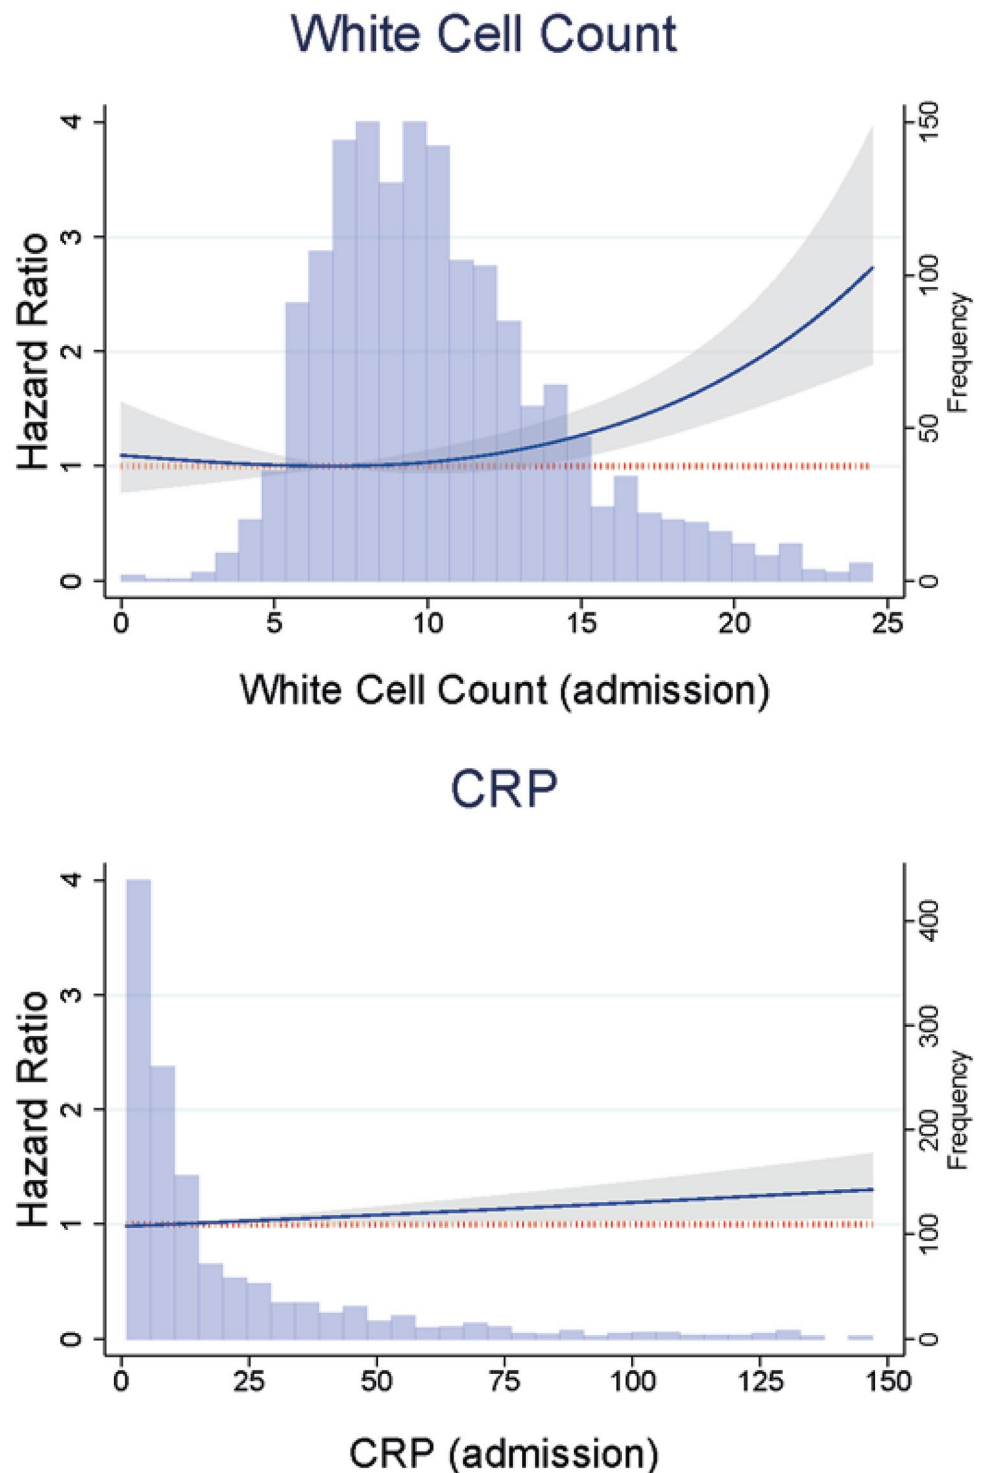 White Cell Count
4
3
2
1
0
Hazard Ratio
150
100
50
0
Frequency
0 5 10 15 20 25
White Cell Count (admission)
CRP
4
3
2
1
0
Hazard Ratio
400
300
200
100
0
Frequency
0 25 50 75 100 125 150
CRP (admission)